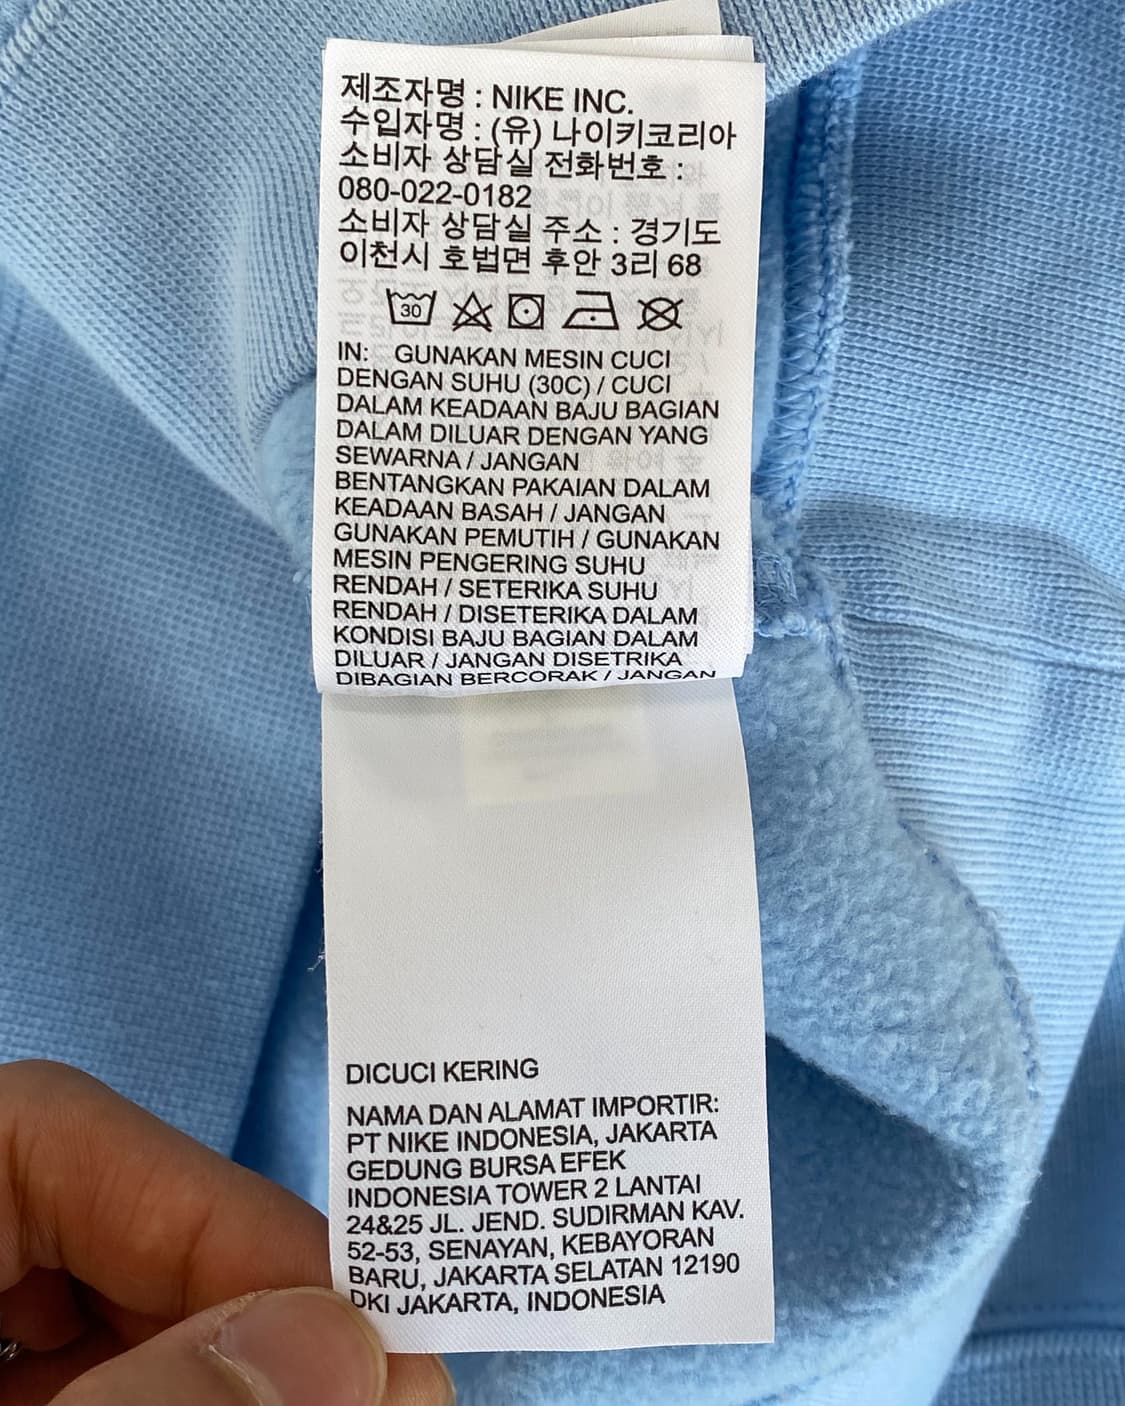 제조자명 : NIKE INC.
수입자명 : (유) 나이키코리아
소비자 상담실 전화번호 :
080-022-0182
소비자 상담실 주소 : 경기도
이천시 호법면 후안 3리 68
30
IN: GUNAKAN MESIN CUCI
DENGAN SUHU (30C) / CUCI
DALAM KEADAAN BAJU BAGIAN
DALAM DILUAR DENGAN YANG
SEWARNA / JANGAN
BENTANGKAN PAKAIAN DALAM
KEADAAN BASAH / JANGAN
GUNAKAN PEMUTIH / GUNAKAN
MESIN PENGERING SUHU
RENDAH / SETERIKA SUHU
RENDAH / DISETERIKA DALAM
KONDISI BAJU BAGIAN DALAM
DILUAR / JANGAN DISETRIKA
DIBAGIAN BERCORAK / JANGAN
DICUCI KERING
NAMA DAN ALAMAT IMPORTIR:
PT NIKE INDONESIA, JAKARTA
GEDUNG BURSA EFEK
INDONESIA TOWER 2 LANTAI
24&25 JL. JEND. SUDIRMAN KAV.
52-53, SENAYAN, KEBAYORAN
BARU, JAKARTA SELATAN 12190
DKI JAKARTA, INDONESIA